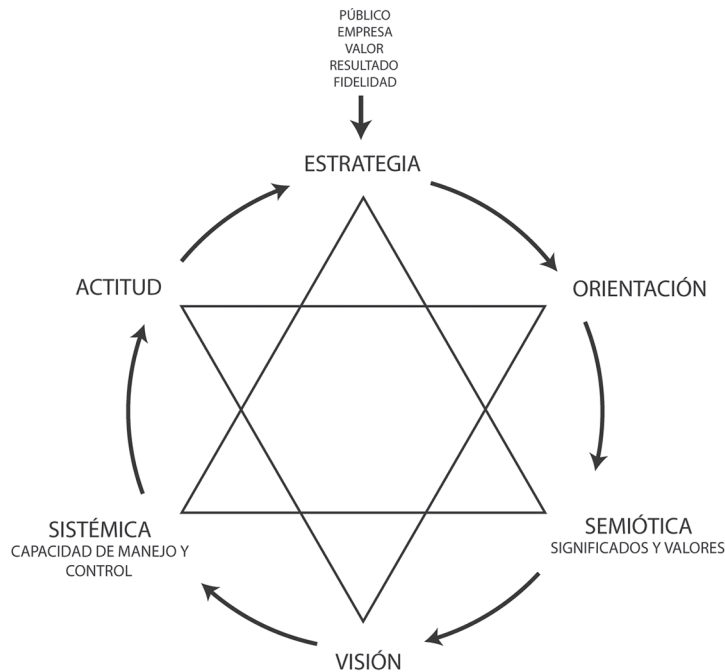 PÚBLICO
EMPRESA
VALOR
RESULTADO
FIDELIDAD
ESTRATEGIA
ACTITUD
ORIENTACIÓN
SISTÉMICA
CAPACIDAD DE MANEJO Y
CONTROL
SEMIÓTICA
SIGNIFICADOS Y VALORES
VISIÓN